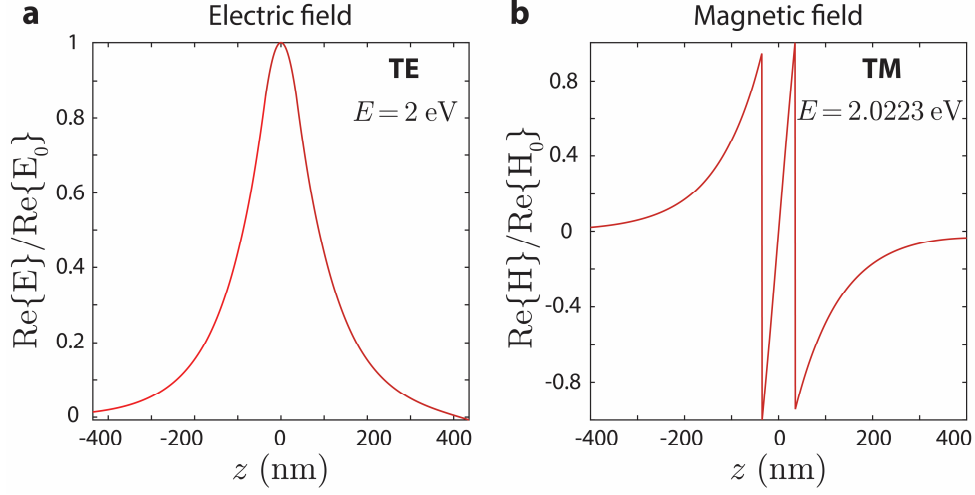 a Electric field
TE
E = 2 eV
Re{E}/Re{E₀}
1
0.8
0.6
0.4
0.2
0
-400 -200 0 200 400
z (nm)
b Magnetic field
TM
E = 2.0223 eV
Re{H}/Re{H₀}
0.8
0.4
0
-0.4
-0.8
-400 -200 0 200 400
z (nm)